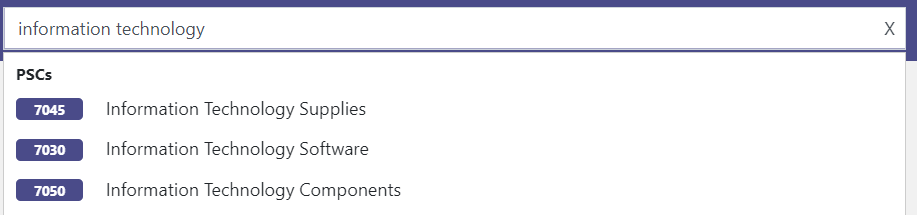 information technology X
PSCs
7045 Information Technology Supplies
7030 Information Technology Software
7050 Information Technology Components